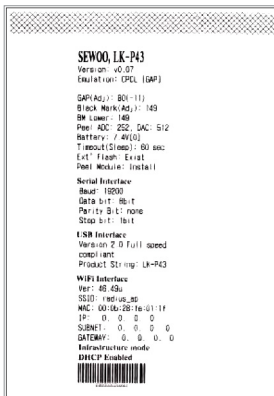 SEWOO, LK-P43
Version: v0.07
Emulation: CPCL (GAP)
GAP(Adj): 80(-11)
Black Mark(Adj): 149
BM Lower: 149
Peel ADC: 252, DAC: 512
Battery: 7.4V[0]
Timeout(Sleep): 60 sec
Ext' Flash: Exist
Peel Module: Install
Serial Interface
Baud: 19200
Data bit: 8bit
Parity Bit: none
Stop bit: 1bit
USB Interface
Version 2.0 Full speed
compliant
Product String: LK-P43
WiFi Interface
Ver: 46.49u
SSID: radius_ap
MAC: 00:0b:28:fe:01:1f
IP: 0. 0. 0. 0
SUBNET: 0. 0. 0. 0
GATEWAY: 0. 0. 0. 0
Infrastructure mode
DHCP Enabled